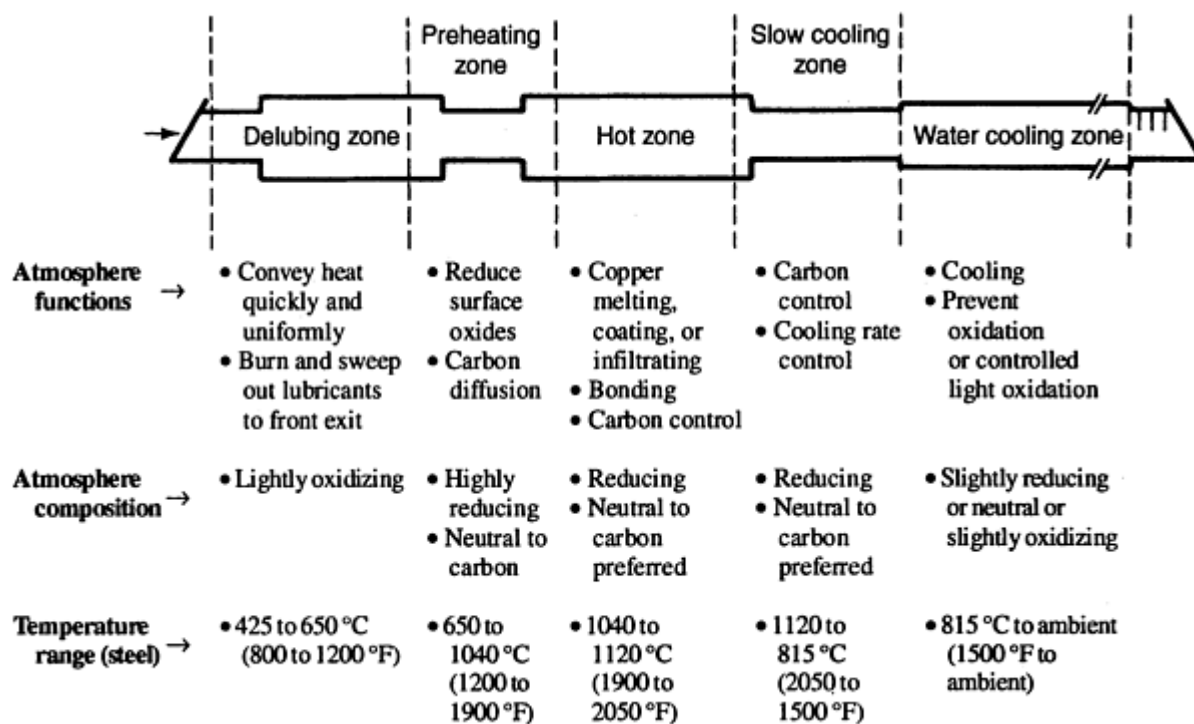 Preheating
zone
Slow cooling
zone
Delubing zone
Hot zone
Water cooling zone
Atmosphere
functions →
• Convey heat
quickly and
uniformly
• Burn and sweep
out lubricants
to front exit
• Reduce
surface
oxides
• Carbon
diffusion
• Copper
melting,
coating, or
infiltrating
• Bonding
• Carbon control
• Carbon
control
• Cooling rate
control
• Cooling
• Prevent
oxidation
or controlled
light oxidation
Atmosphere
composition →
• Lightly oxidizing
• Highly
reducing
• Neutral to
carbon
• Reducing
• Neutral to
carbon
preferred
• Reducing
• Neutral to
carbon
preferred
• Slightly reducing
or neutral or
slightly oxidizing
Temperature
range (steel) →
• 425 to 650 °C
(800 to 1200 °F)
• 650 to
1040 °C
(1200 to
1900 °F)
• 1040 to
1120 °C
(1900 to
2050 °F)
• 1120 to
815 °C
(2050 to
1500 °F)
• 815 °C to ambient
(1500 °F to
ambient)